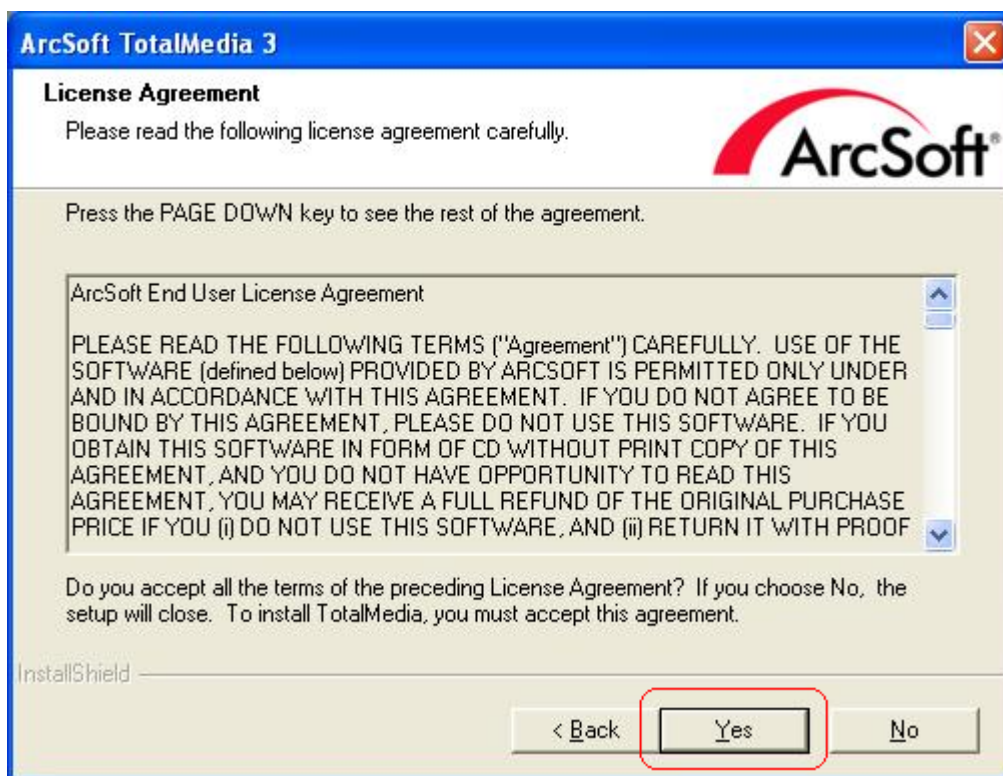 ArcSoft TotalMedia 3
License Agreement
Please read the following license agreement carefully.
ArcSoft®
Press the PAGE DOWN key to see the rest of the agreement.
ArcSoft End User License Agreement
PLEASE READ THE FOLLOWING TERMS ("Agreement") CAREFULLY.  USE OF THE
SOFTWARE (defined below) PROVIDED BY ARCSOFT IS PERMITTED ONLY UNDER
AND IN ACCORDANCE WITH THIS AGREEMENT.  IF YOU DO NOT AGREE TO BE
BOUND BY THIS AGREEMENT, PLEASE DO NOT USE THIS SOFTWARE.  IF YOU
OBTAIN THIS SOFTWARE IN FORM OF CD WITHOUT PRINT COPY OF THIS
AGREEMENT, AND YOU DO NOT HAVE OPPORTUNITY TO READ THIS
AGREEMENT, YOU MAY RECEIVE A FULL REFUND OF THE ORIGINAL PURCHASE
PRICE IF YOU (i) DO NOT USE THIS SOFTWARE, AND (ii) RETURN IT WITH PROOF
Do you accept all the terms of the preceding License Agreement?  If you choose No,  the
setup will close.  To install TotalMedia, you must accept this agreement.
InstallShield
< Back
Yes
No